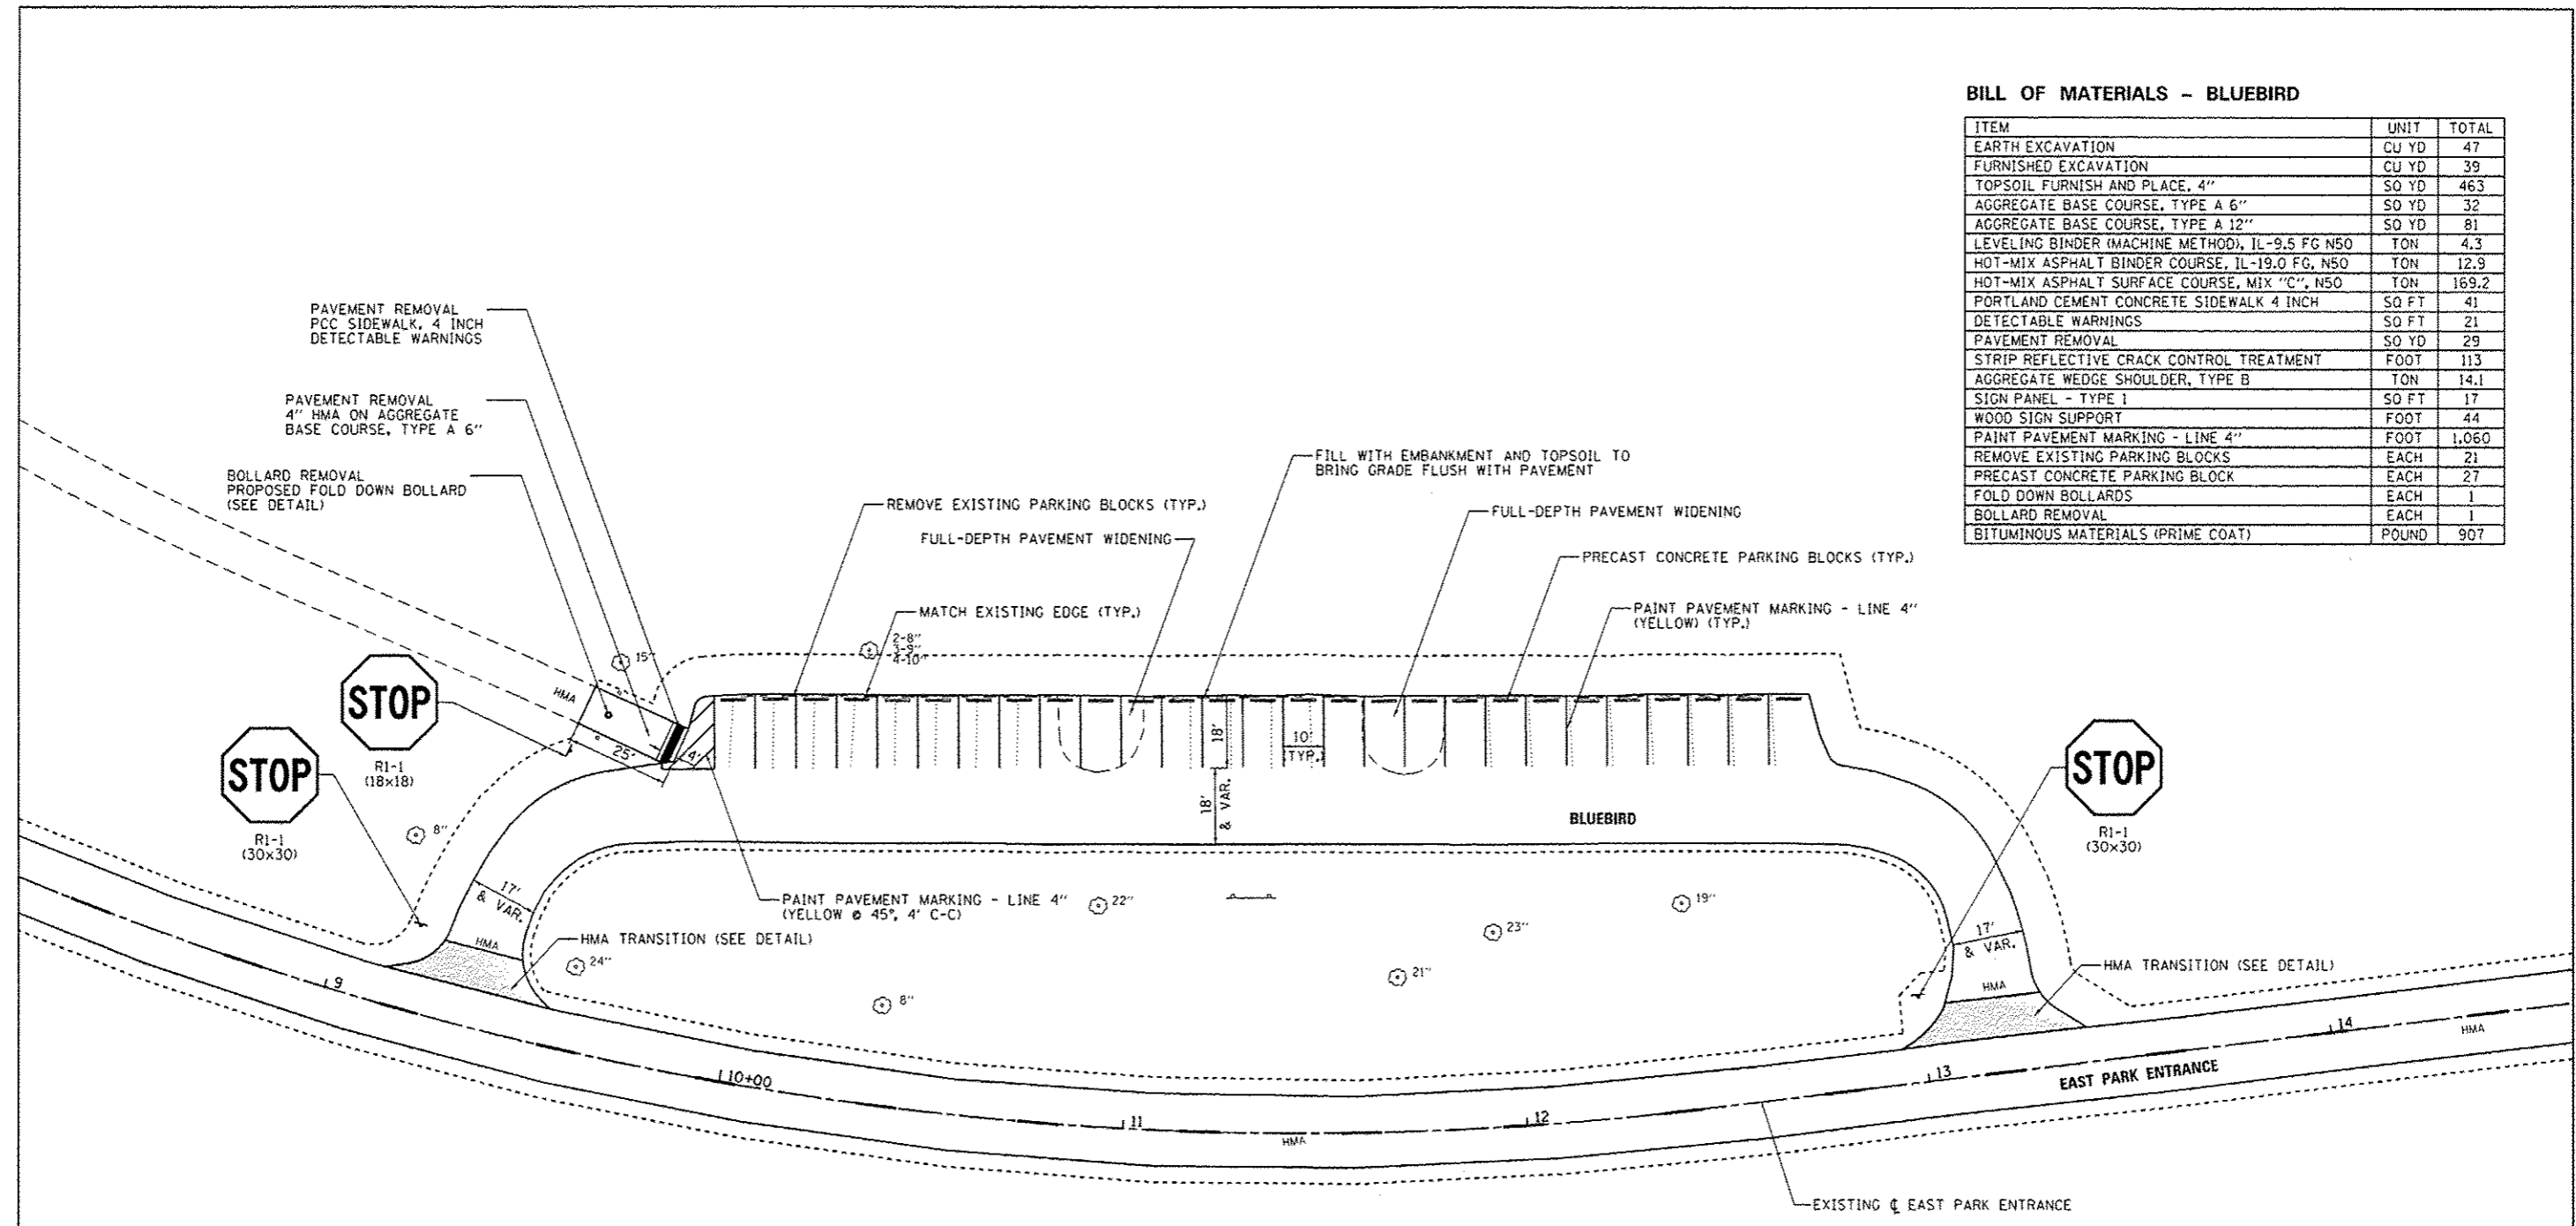 BILL OF MATERIALS - BLUEBIRD
ITEM UNIT TOTAL
EARTH EXCAVATION CU YD 47
FURNISHED EXCAVATION CU YD 39
TOPSOIL FURNISH AND PLACE, 4" SQ YD 463
AGGREGATE BASE COURSE, TYPE A 6" SQ YD 32
AGGREGATE BASE COURSE, TYPE A 12" SQ YD 81
LEVELING BINDER (MACHINE METHOD), IL-9.5 FG N50 TON 4.3
HOT-MIX ASPHALT BINDER COURSE, IL-19.0 FG, N50 TON 12.9
HOT-MIX ASPHALT SURFACE COURSE, MIX "C", N50 TON 169.2
PORTLAND CEMENT CONCRETE SIDEWALK 4 INCH SQ FT 41
DETECTABLE WARNINGS SQ FT 21
PAVEMENT REMOVAL SQ YD 29
STRIP REFLECTIVE CRACK CONTROL TREATMENT FOOT 113
AGGREGATE WEDGE SHOULDER, TYPE B TON 14.1
SIGN PANEL - TYPE 1 SQ FT 17
WOOD SIGN SUPPORT FOOT 44
PAINT PAVEMENT MARKING - LINE 4" FOOT 1,060
REMOVE EXISTING PARKING BLOCKS EACH 21
PRECAST CONCRETE PARKING BLOCK EACH 27
FOLD DOWN BOLLARDS EACH 1
BOLLARD REMOVAL EACH 1
BITUMINOUS MATERIALS (PRIME COAT) POUND 907
PAVEMENT REMOVAL
PCC SIDEWALK, 4 INCH
DETECTABLE WARNINGS
PAVEMENT REMOVAL
4" HMA ON AGGREGATE
BASE COURSE, TYPE A 6"
BOLLARD REMOVAL
PROPOSED FOLD DOWN BOLLARD
(SEE DETAIL)
FILL WITH EMBANKMENT AND TOPSOIL TO
BRING GRADE FLUSH WITH PAVEMENT
REMOVE EXISTING PARKING BLOCKS (TYP.)
FULL-DEPTH PAVEMENT WIDENING
FULL-DEPTH PAVEMENT WIDENING
PRECAST CONCRETE PARKING BLOCKS (TYP.)
MATCH EXISTING EDGE (TYP.)
PAINT PAVEMENT MARKING - LINE 4"
(YELLOW) (TYP.)
2-8"
3-9"
4-10"
15"
HMA
STOP
R1-1
(18x18)
25'
4'
18'
10'
(TYP.)
STOP
R1-1
(30x30)
STOP
R1-1
(30x30)
18'
& VAR.
BLUEBIRD
8"
17'
& VAR.
HMA
PAINT PAVEMENT MARKING - LINE 4"
(YELLOW @ 45°, 4' C-C)
22"
19"
23"
HMA TRANSITION (SEE DETAIL)
24"
8"
21"
17'
& VAR.
HMA
HMA TRANSITION (SEE DETAIL)
9
10+00
11
HMA
12
13
14
HMA
EAST PARK ENTRANCE
EXISTING ℄ EAST PARK ENTRANCE